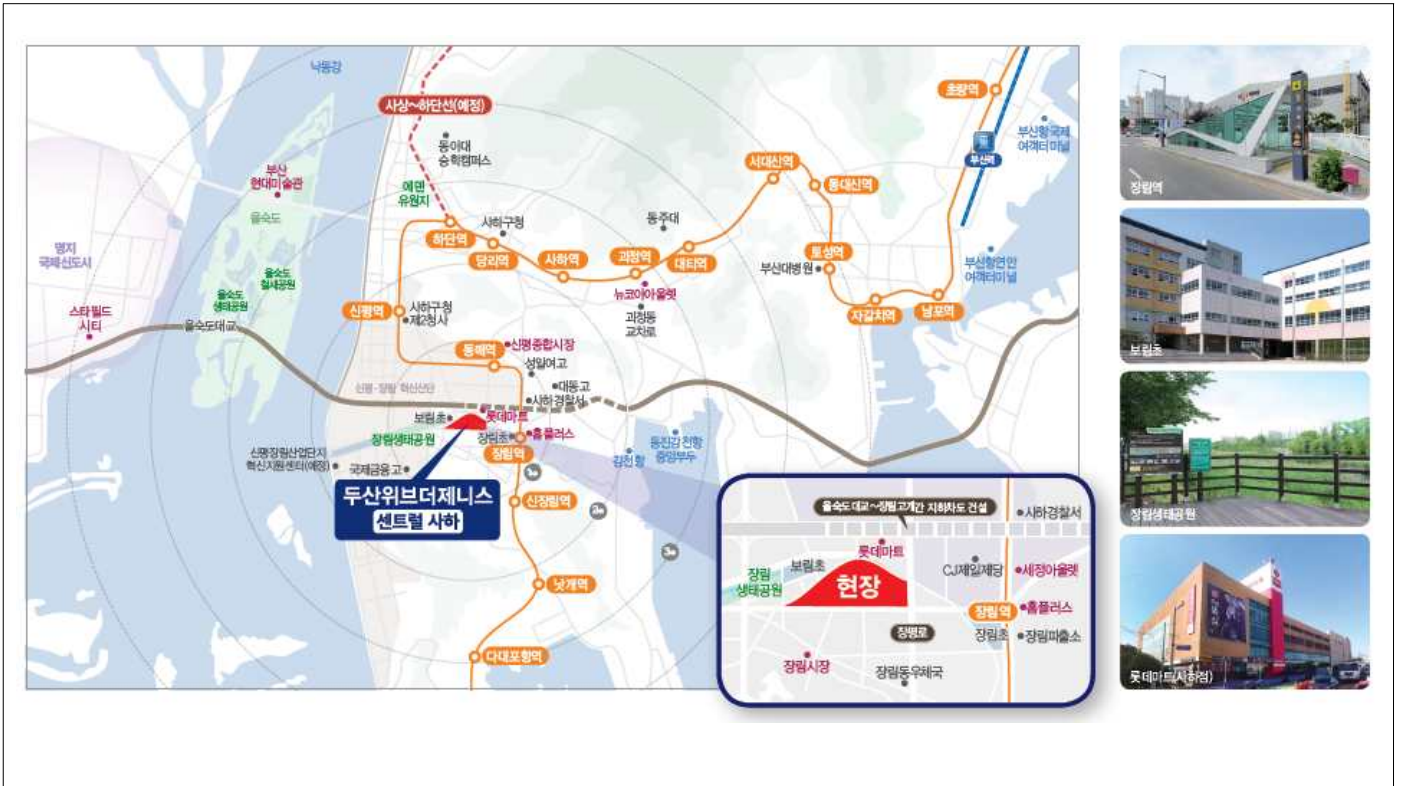 낙동강
사상~하단선(예정)
동아대
승학캠퍼스
부산
현대미술관
에덴
유원지
을숙도
명지
국제신도시
을숙도
철새공원
을숙도
생태공원
스타필드
시티
을숙도대교
하단역
사하구청
당리역
사하역
동주대
괴정역
대티역
뉴코아아울렛
괴정동
교차로
서대신역
동대신역
토성역
부산대병원
자갈치역
남포역
초량역
부산역
부산항국제
여객터미널
부산항연안
여객터미널
신평역
사하구청
제2청사
동매역
신평종합시장
성일여고
대동고
사하경찰서
신평·장림 혁신산단
보림초
롯데마트
장림생태공원
장림초
홈플러스
장림역
신평장림산업단지
혁신지원센터(예정)
국제금융고
감천항
동진감천항
중앙부두
두산위브더제니스
센트럴 사하
신장림역
1㎞
2㎞
3㎞
낫개역
다대포항역
을숙도대교~장림고개간 지하차도 건설
사하경찰서
롯데마트
보림초
장림
생태공원
현장
CJ제일제당
세정아울렛
장림역
홈플러스
장림초
장림파출소
장평로
장림시장
장림동우체국
장림역
보림초
장림생태공원
롯데마트(사하점)